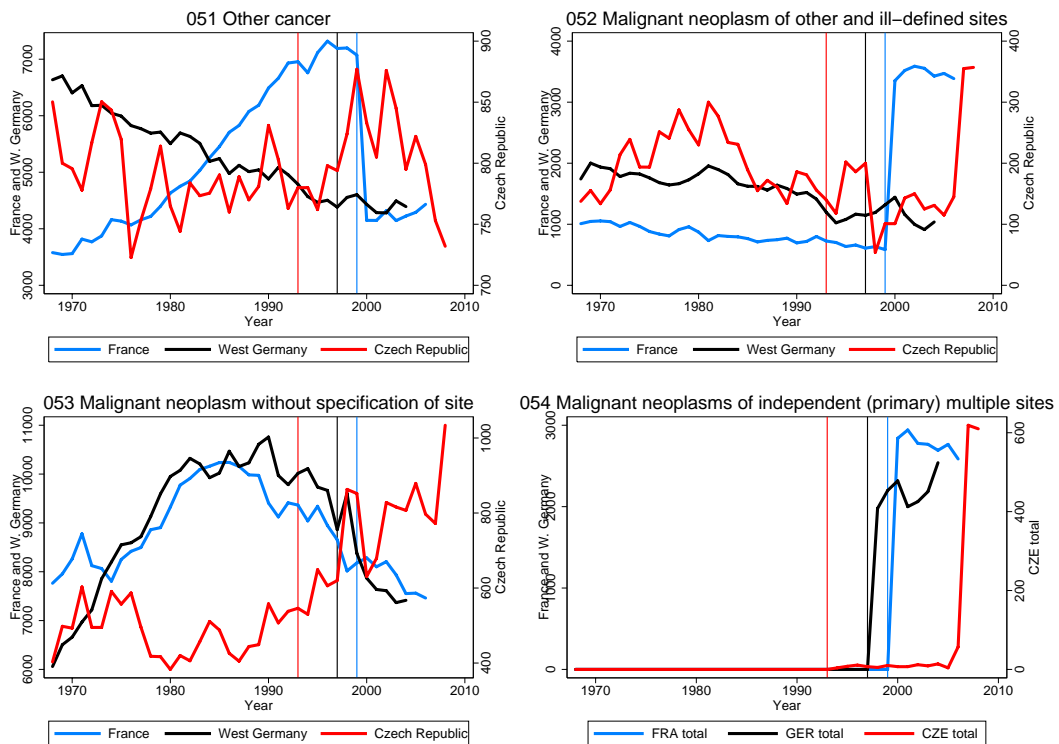 051 Other cancer
France and W. Germany
3000 4000 5000 6000 7000
700 750 800 850 900
Czech Republic
1970 1980 1990 2000 2010
Year
France West Germany Czech Republic
052 Malignant neoplasm of other and ill−defined sites
France and W. Germany
0 1000 2000 3000 4000
0 100 200 300 400
Czech Republic
1970 1980 1990 2000 2010
Year
France West Germany Czech Republic
053 Malignant neoplasm without specification of site
France and W. Germany
6000 7000 8000 9000 10000 11000
400 600 800 1000
Czech Republic
1970 1980 1990 2000 2010
Year
France West Germany Czech Republic
054 Malignant neoplasms of independent (primary) multiple sites
France and W. Germany
0 1000 2000 3000
0 200 400 600
CZE total
1970 1980 1990 2000 2010
Year
FRA total GER total CZE total